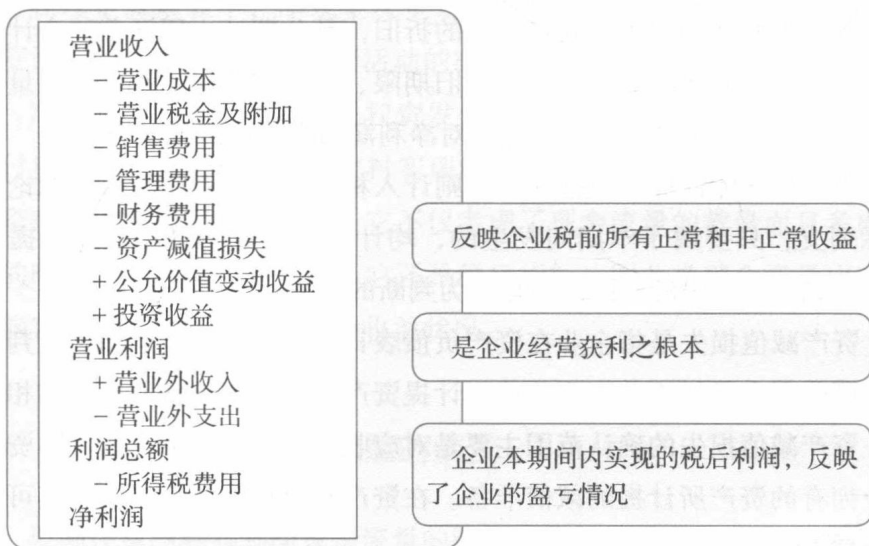 营业收入
- 营业成本
- 营业税金及附加
- 销售费用
- 管理费用
- 财务费用
- 资产减值损失
+ 公允价值变动收益
+ 投资收益
营业利润
+ 营业外收入
- 营业外支出
利润总额
- 所得税费用
净利润
反映企业税前所有正常和非正常收益
是企业经营获利之根本
企业本期间内实现的税后利润，反映
了企业的盈亏情况